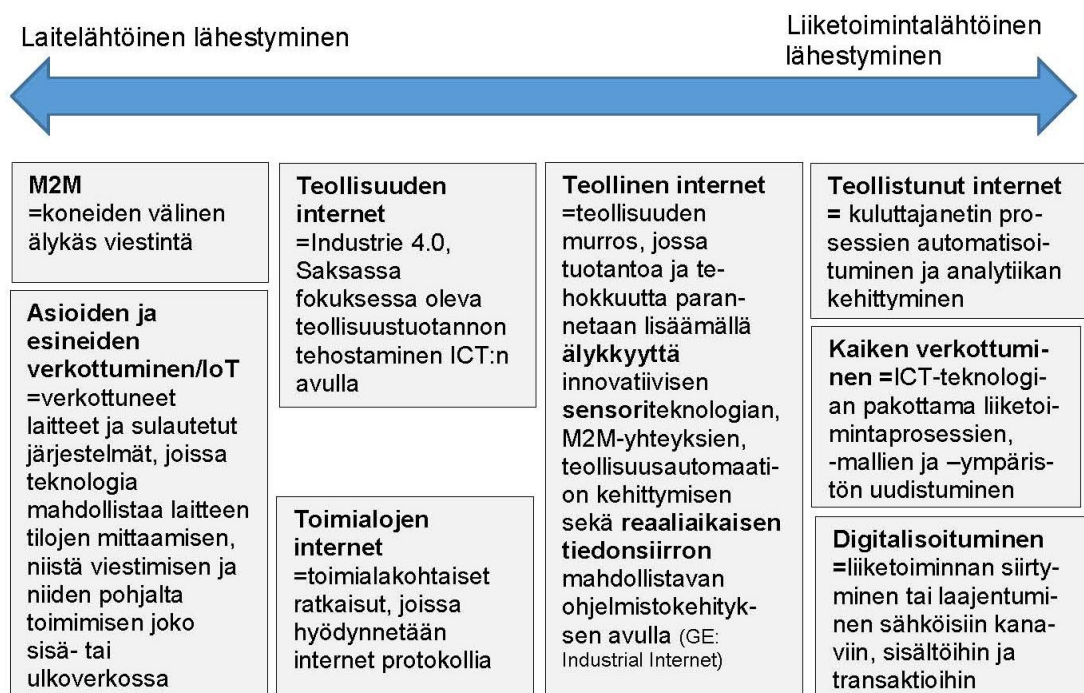 Laitelähtöinen lähestyminen
Liiketoimintalähtöinen
lähestyminen
M2M
=koneiden välinen
älykäs viestintä
Asioiden ja
esineiden
verkottuminen/IoT
=verkottuneet
laitteet ja sulautetut
järjestelmät, joissa
teknologia
mahdollistaa laitteen
tilojen mittaamisen,
niistä viestimisen ja
niiden pohjalta
toimimisen joko
sisä- tai
ulkoverkossa
Teollisuuden
internet
=Industrie 4.0,
Saksassa
fokuksessa oleva
teollisuustuotannon
tehostaminen ICT:n
avulla
Toimialojen
internet
=toimialakohtaiset
ratkaisut, joissa
hyödynnetään
internet protokollia
Teollinen internet
=teollisuuden
murros, jossa
tuotantoa ja te-
hokkuutta paran-
netaan lisäämällä
älykkyyttä
innovatiivisen
sensoriteknologian,
M2M-yhteyksien,
teollisuusautomaati-
on kehittymisen
sekä reaaliaikaisen
tiedonsiirron
mahdollistavan
ohjelmistokehityk-
sen avulla (GE:
Industrial Internet)
Teollistunut internet
= kuluttajanetin pro-
sessien automatisoi-
tuminen ja analytiikan
kehittyminen
Kaiken verkottumi-
nen =ICT-teknologi-
an pakottama liiketoi-
mintaprosessien,
-mallien ja –ympäris-
tön uudistuminen
Digitalisoituminen
=liiketoiminnan siirty-
minen tai laajentumi-
nen sähköisiin kana-
viin, sisältöihin ja
transaktioihin